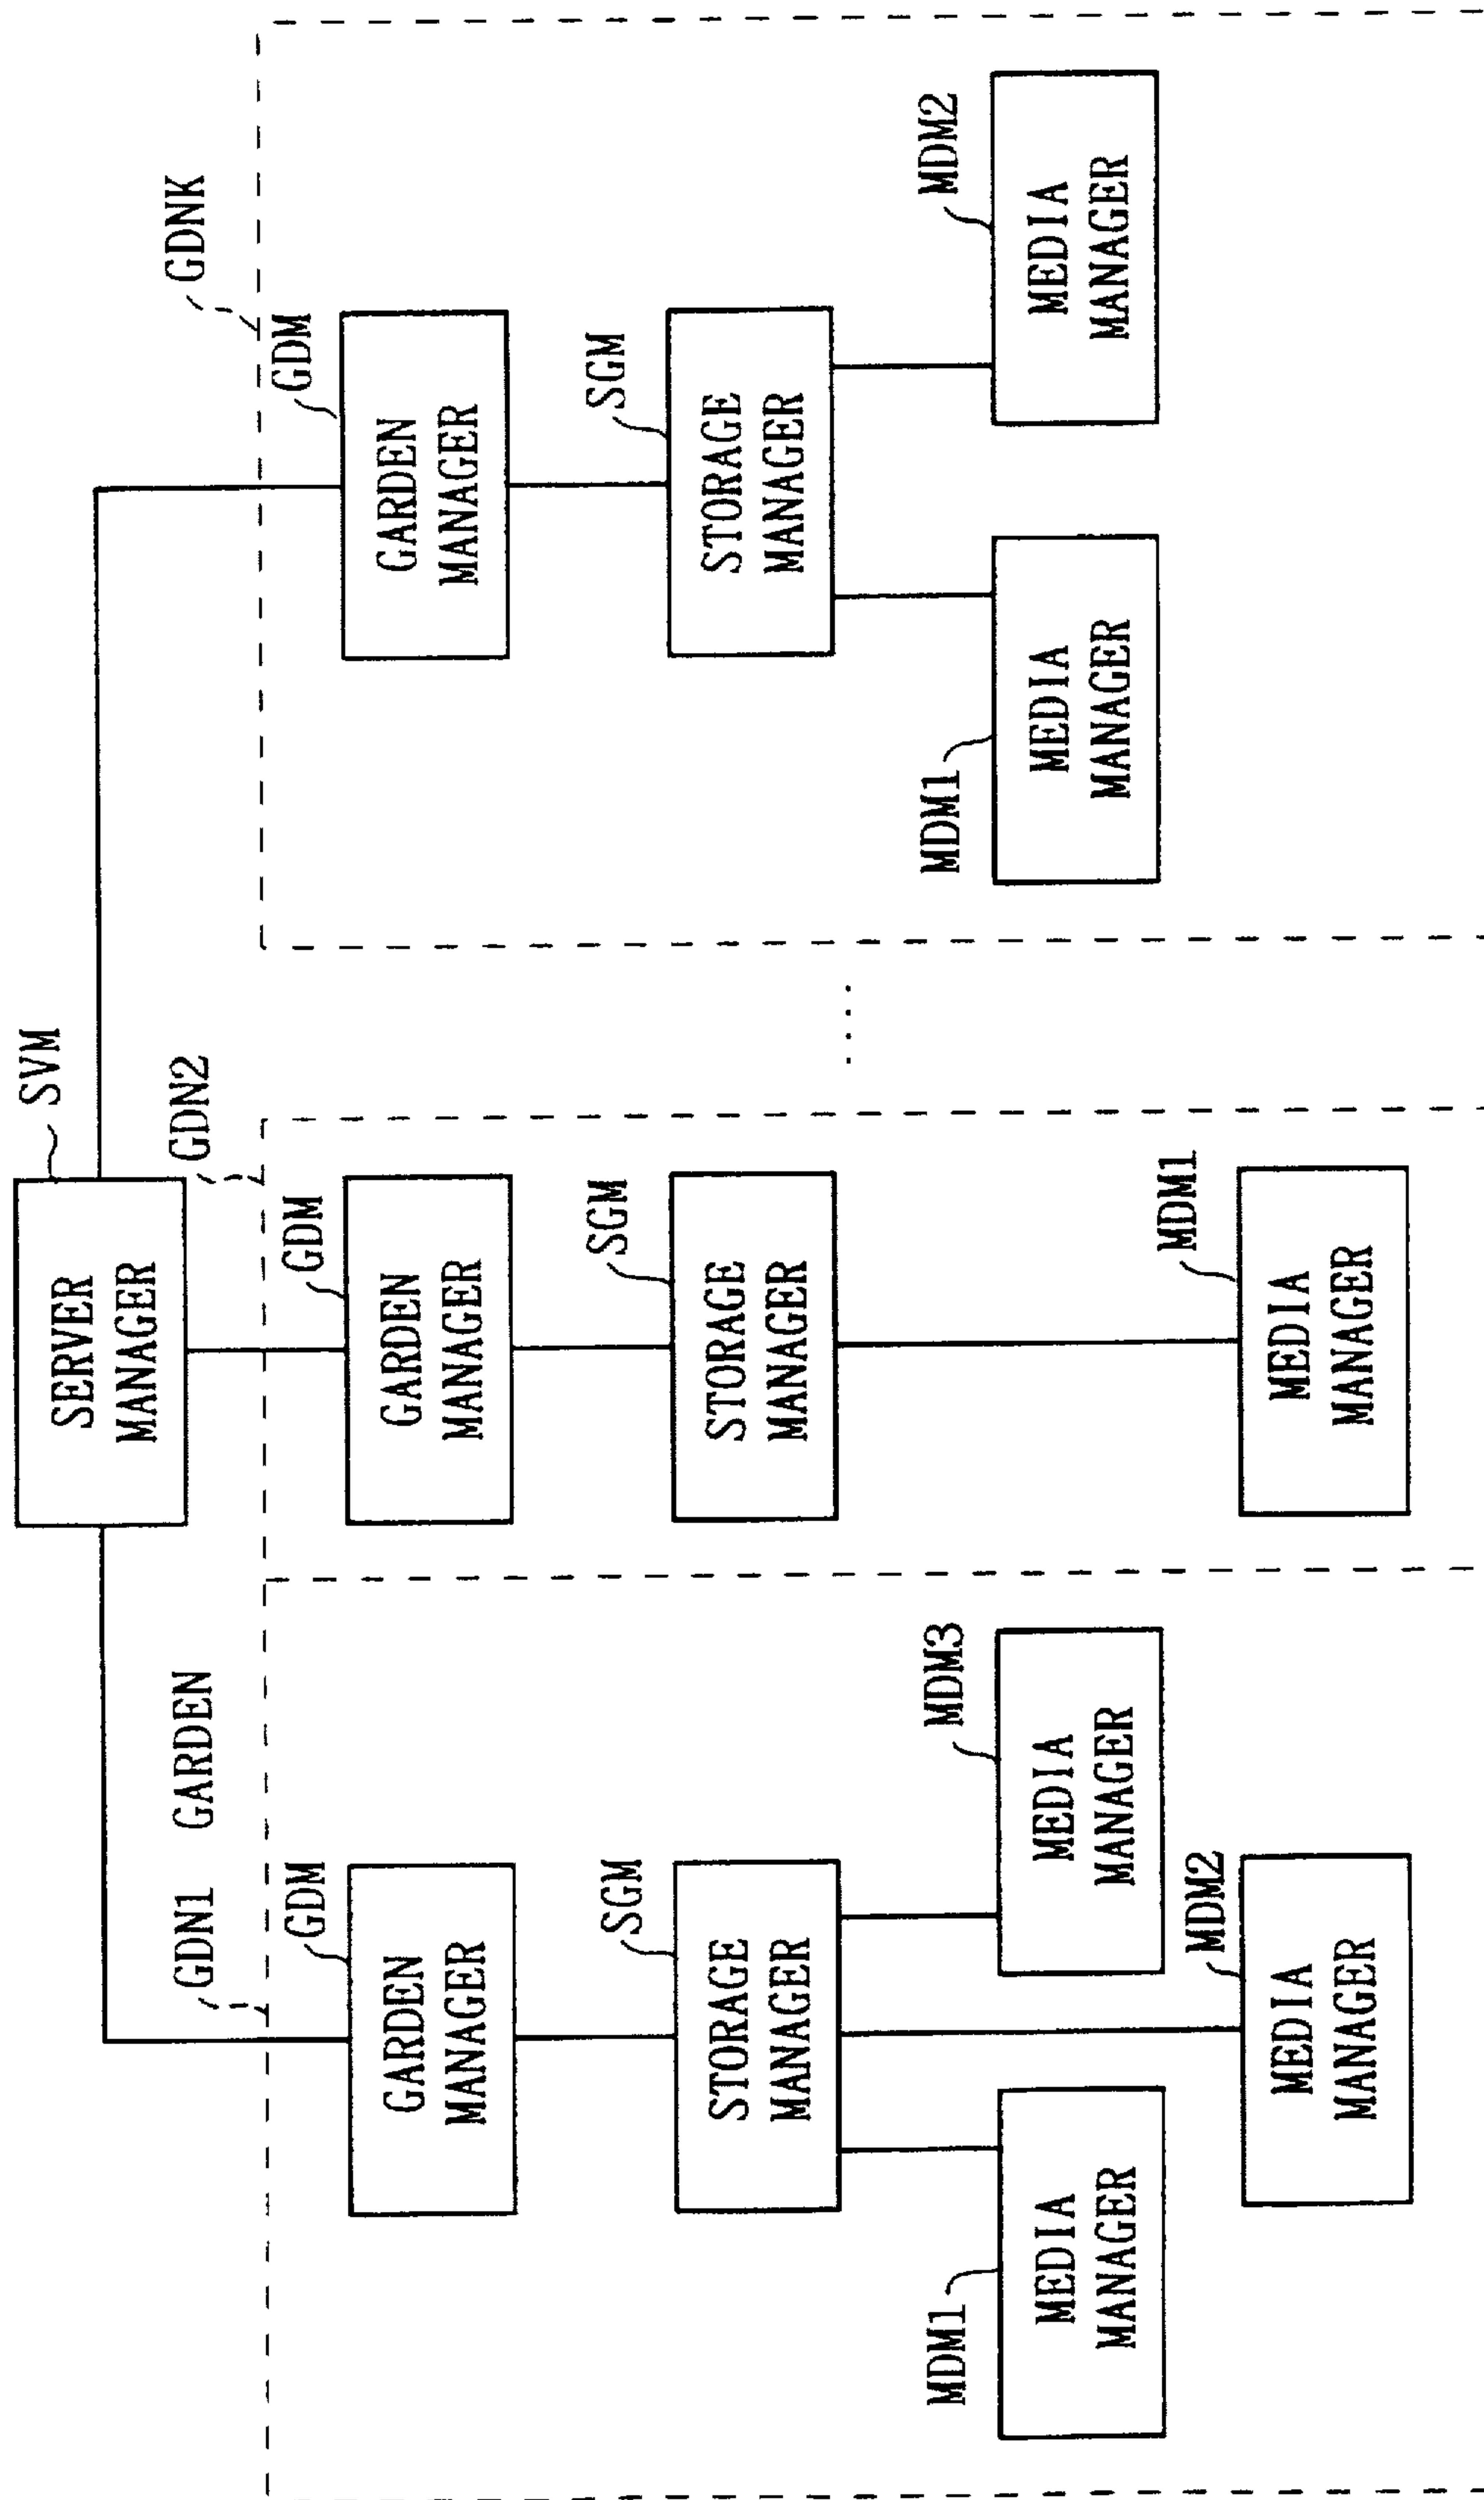 SVM
SERVER
MANAGER
GDN1 GARDEN
GDN2
GDNK
GDM
GARDEN
MANAGER
GDM
GARDEN
MANAGER
GDM
GARDEN
MANAGER
SGM
STORAGE
MANAGER
SGM
STORAGE
MANAGER
SGM
STORAGE
MANAGER
MDM1
MEDIA
MANAGER
MDM3
MEDIA
MANAGER
MDM2
MEDIA
MANAGER
MDM1
MEDIA
MANAGER
....
MDM1
MEDIA
MANAGER
MDM2
MEDIA
MANAGER